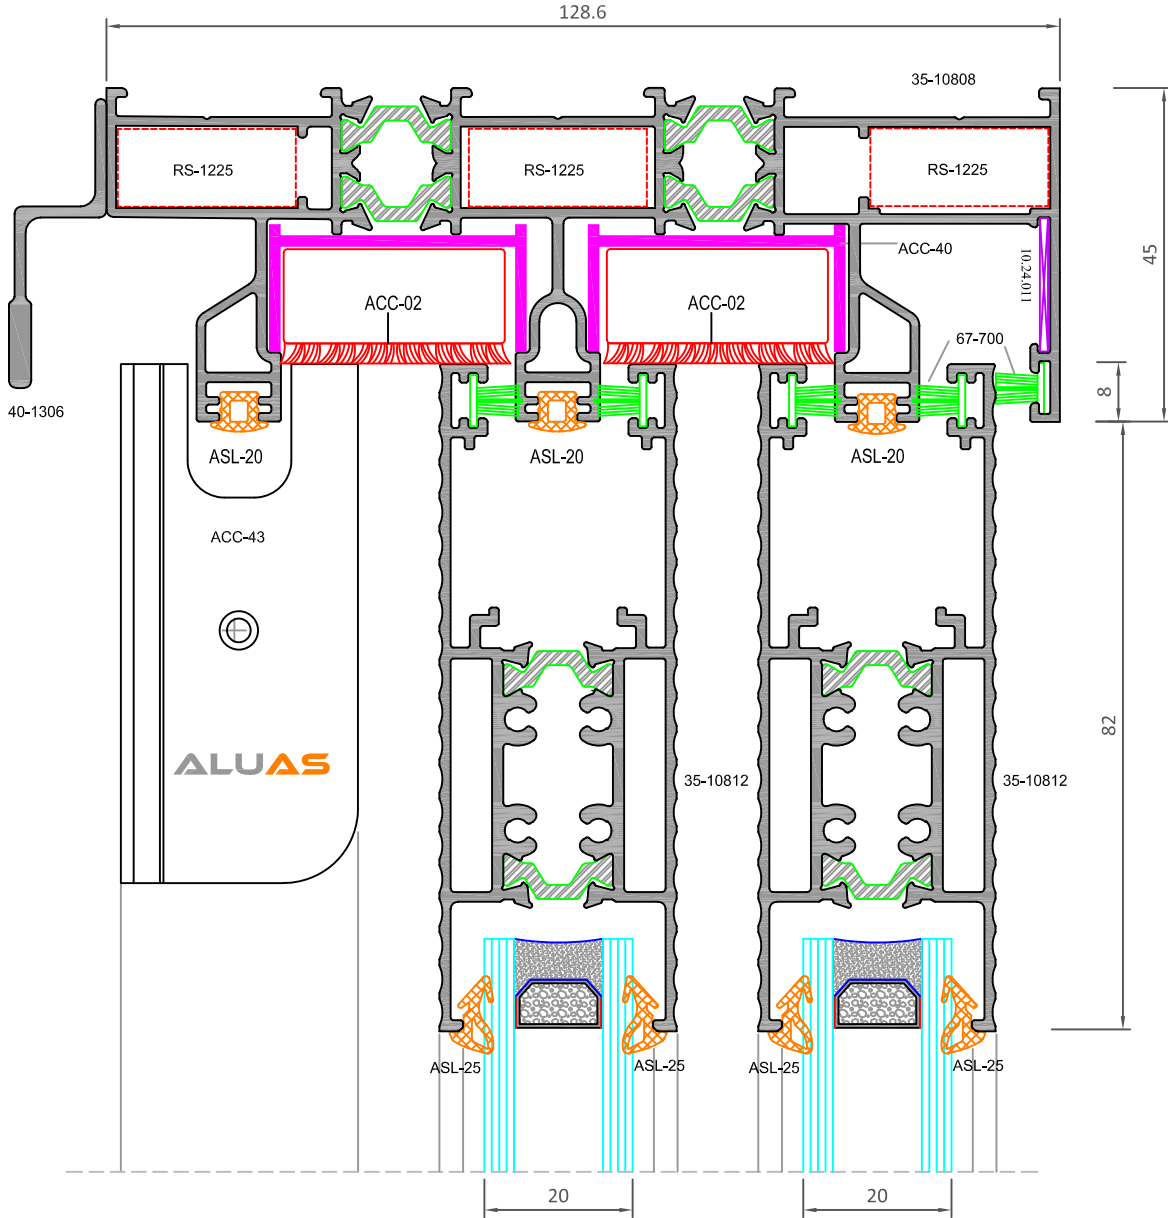 128.6
35-10808
RS-1225
RS-1225
RS-1225
ACC-40
10.24.011
45
ACC-02
ACC-02
67-700
8
40-1306
ASL-20
ASL-20
ASL-20
ACC-43
82
ALUAS
35-10812
35-10812
ASL-25
ASL-25
ASL-25
ASL-25
20
20